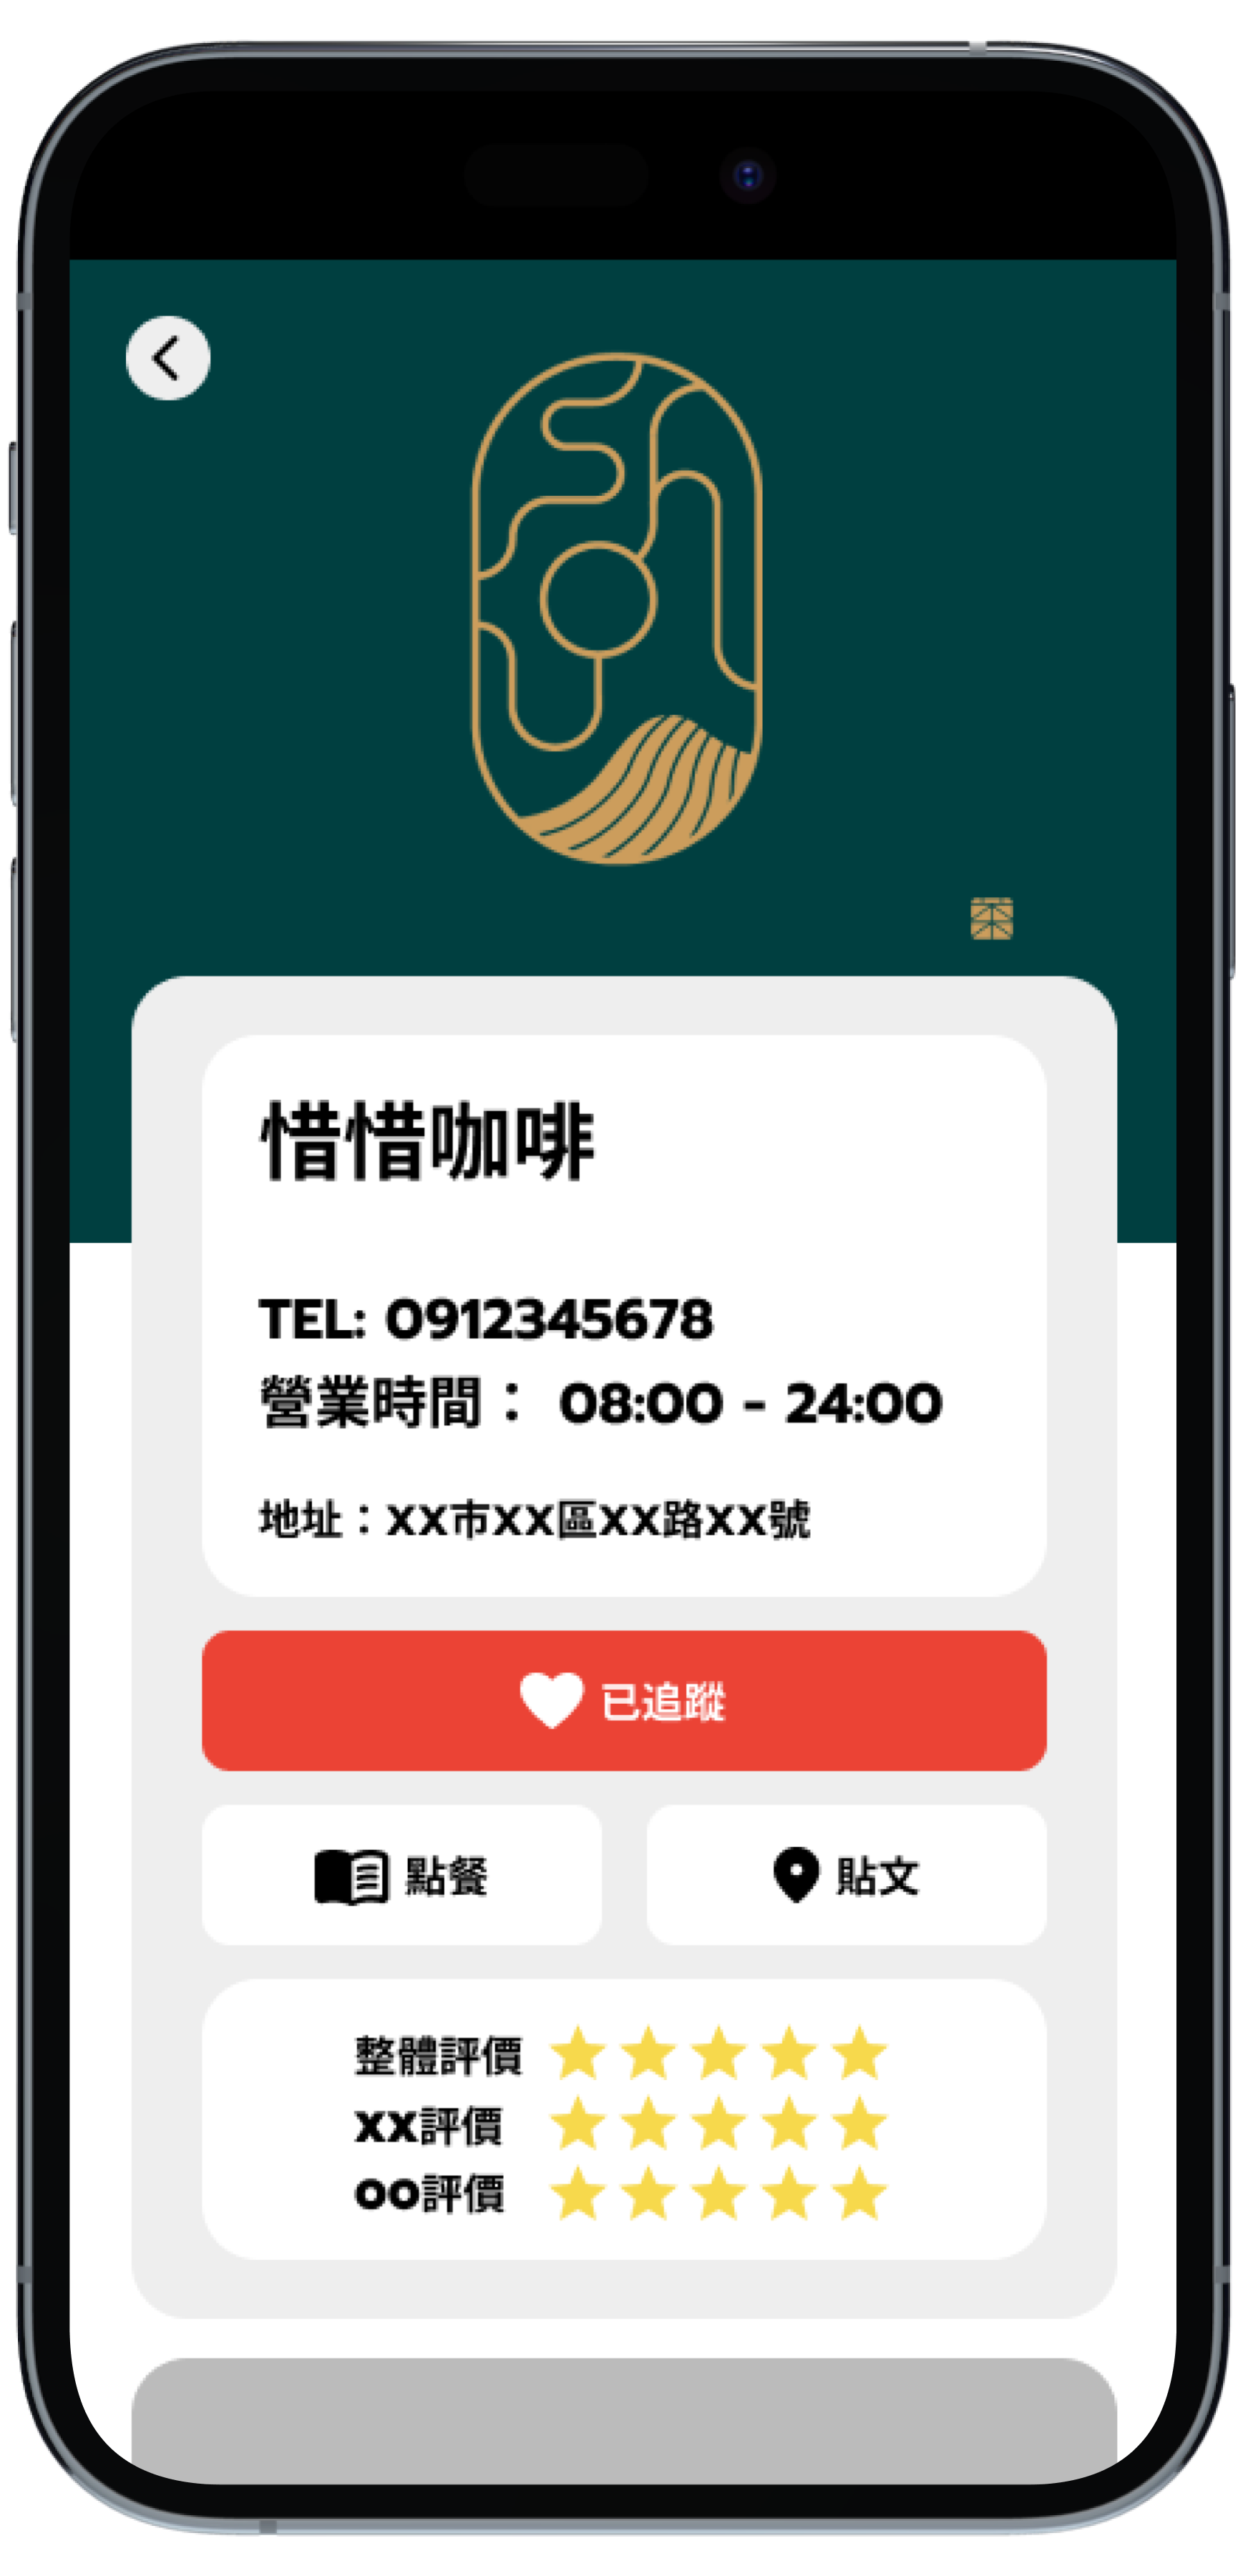 惜惜咖啡
TEL: 0912345678
營業時間： 08:00 - 24:00
地址：XX市XX區XX路XX號
已追蹤
點餐
貼文
整體評價
XX評價
OO評價